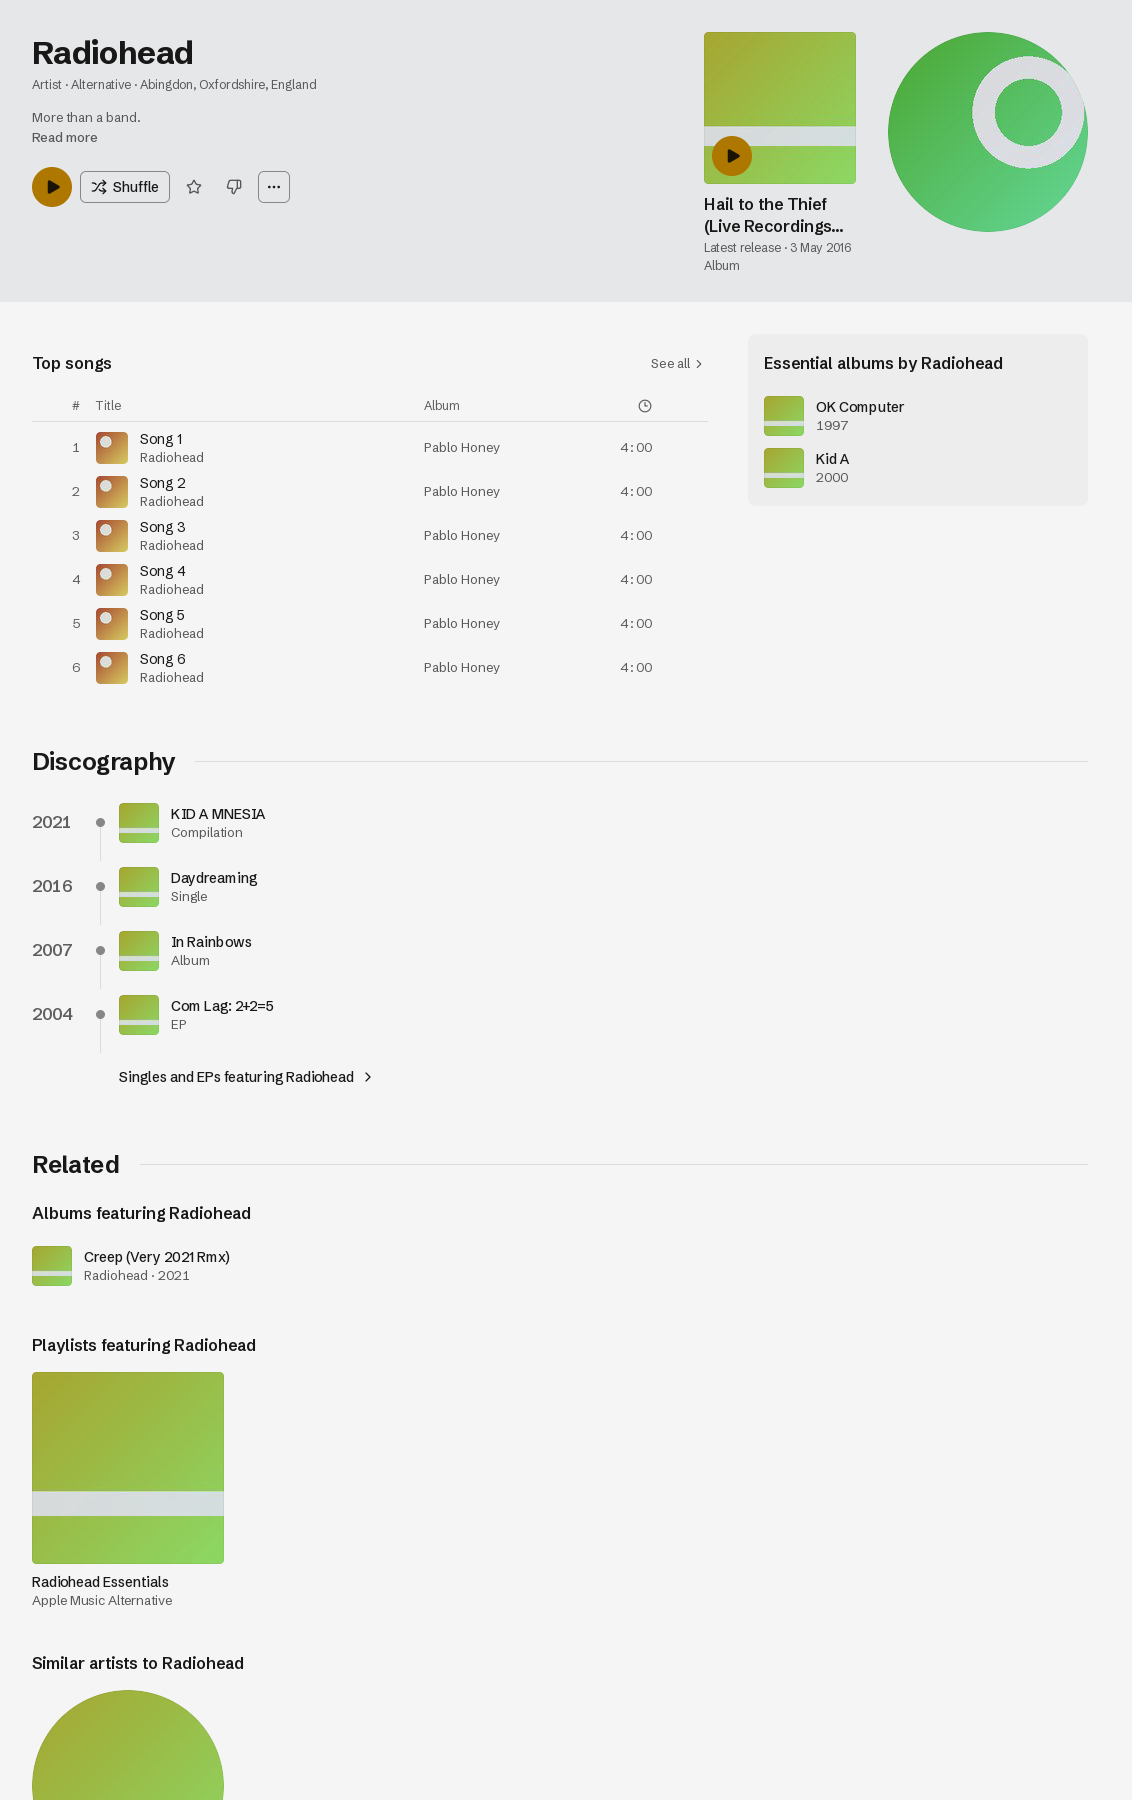 Radiohead
Artist · Alternative · Abingdon, Oxfordshire, England
More than a band.
Read more
Shuffle
Hail to the Thief
(Live Recordings...
Latest release · 3 May 2016
Album
Top songs
See all
# Title Album
1 Song 1 Radiohead Pablo Honey 4:00
2 Song 2 Radiohead Pablo Honey 4:00
3 Song 3 Radiohead Pablo Honey 4:00
4 Song 4 Radiohead Pablo Honey 4:00
5 Song 5 Radiohead Pablo Honey 4:00
6 Song 6 Radiohead Pablo Honey 4:00
Essential albums by Radiohead
OK Computer
1997
Kid A
2000
Discography
2021
KID A MNESIA
Compilation
2016
Daydreaming
Single
2007
In Rainbows
Album
2004
Com Lag: 2+2=5
EP
Singles and EPs featuring Radiohead
Related
Albums featuring Radiohead
Creep (Very 2021 Rmx)
Radiohead · 2021
Playlists featuring Radiohead
Radiohead Essentials
Apple Music Alternative
Similar artists to Radiohead